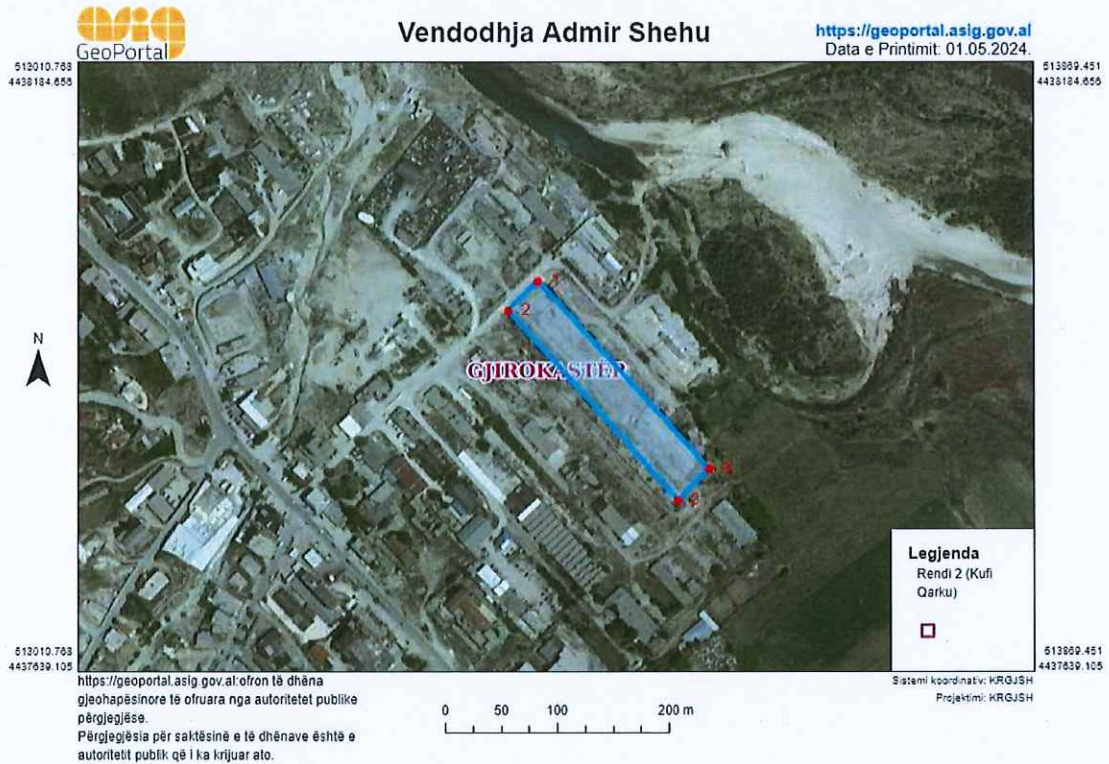 asig
GeoPortal
Vendodhja Admir Shehu
https://geoportal.asig.gov.al
Data e Printimit: 01.05.2024.
513010.763
4438184.656
513869.451
4438184.656
N
1
2
GJIROKASTËR
Legjenda
Rendi 2 (Kufi
Qarku)
513010.763
4437639.105
513869.451
4437639.105
https://geoportal.asig.gov.al:ofron të dhëna
gjeohapësinore të ofruara nga autoritetet publike
përgjegjëse.
Përgjegjësia për saktësinë e të dhënave është e
autoritetit publik që i ka krijuar ato.
0 50 100 200 m
Sistemi koordinativ: KRGJSH
Projektimi: KRGJSH